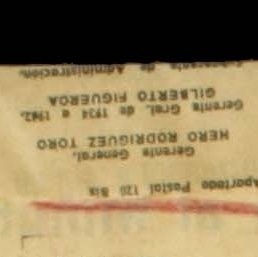 Apartado Postal 120 Bis
Gerente General.
HERO RODRIGUEZ TORO
Gerente Gral. de 1934 a 1942.
GILBERTO FIGUEROA
de Administración.